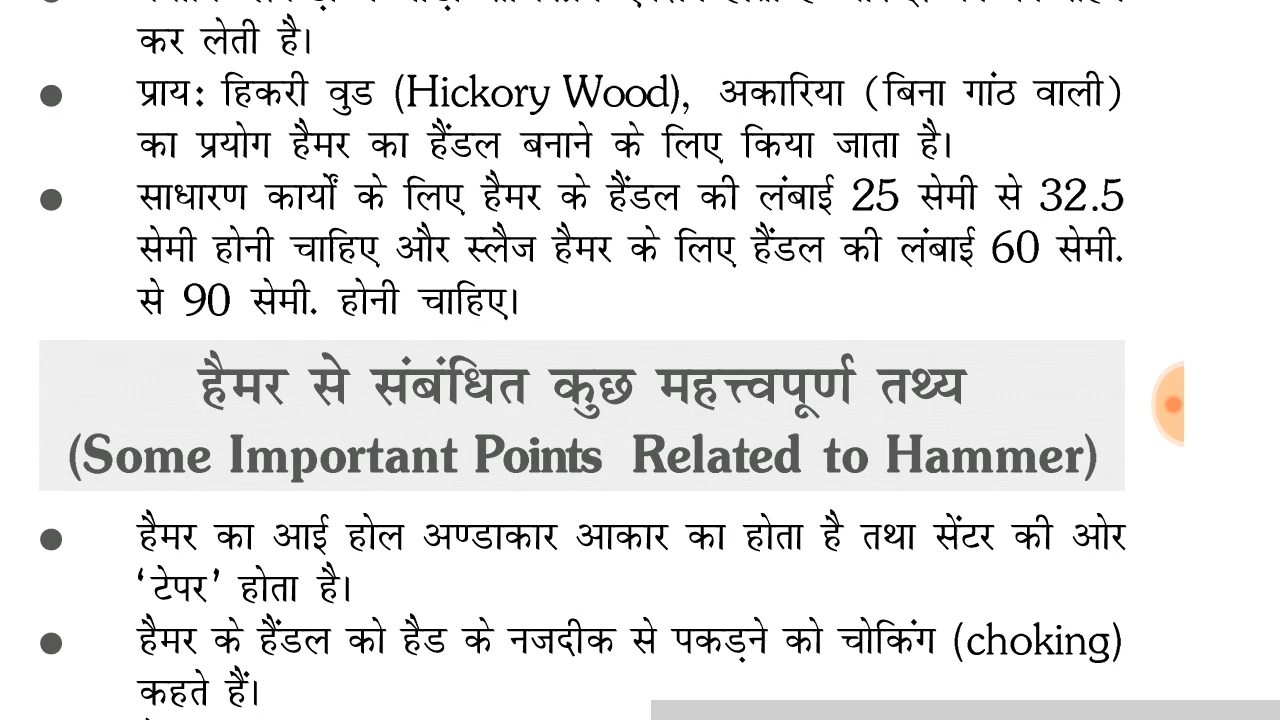 कर लेती है।
● प्राय: हिकरी वुड (Hickory Wood), अकारिया (बिना गांठ वाली)
का प्रयोग हैमर का हैंडल बनाने के लिए किया जाता है।
● साधारण कार्यों के लिए हैमर के हैंडल की लंबाई 25 सेमी से 32.5
सेमी होनी चाहिए और स्लैज हैमर के लिए हैंडल की लंबाई 60 सेमी.
से 90 सेमी. होनी चाहिए।
हैमर से संबंधित कुछ महत्त्वपूर्ण तथ्य
(Some Important Points Related to Hammer)
● हैमर का आई होल अण्डाकार आकार का होता है तथा सेंटर की ओर
‘टेपर’ होता है।
● हैमर के हैंडल को हैड के नजदीक से पकड़ने को चोकिंग (choking)
कहते हैं।